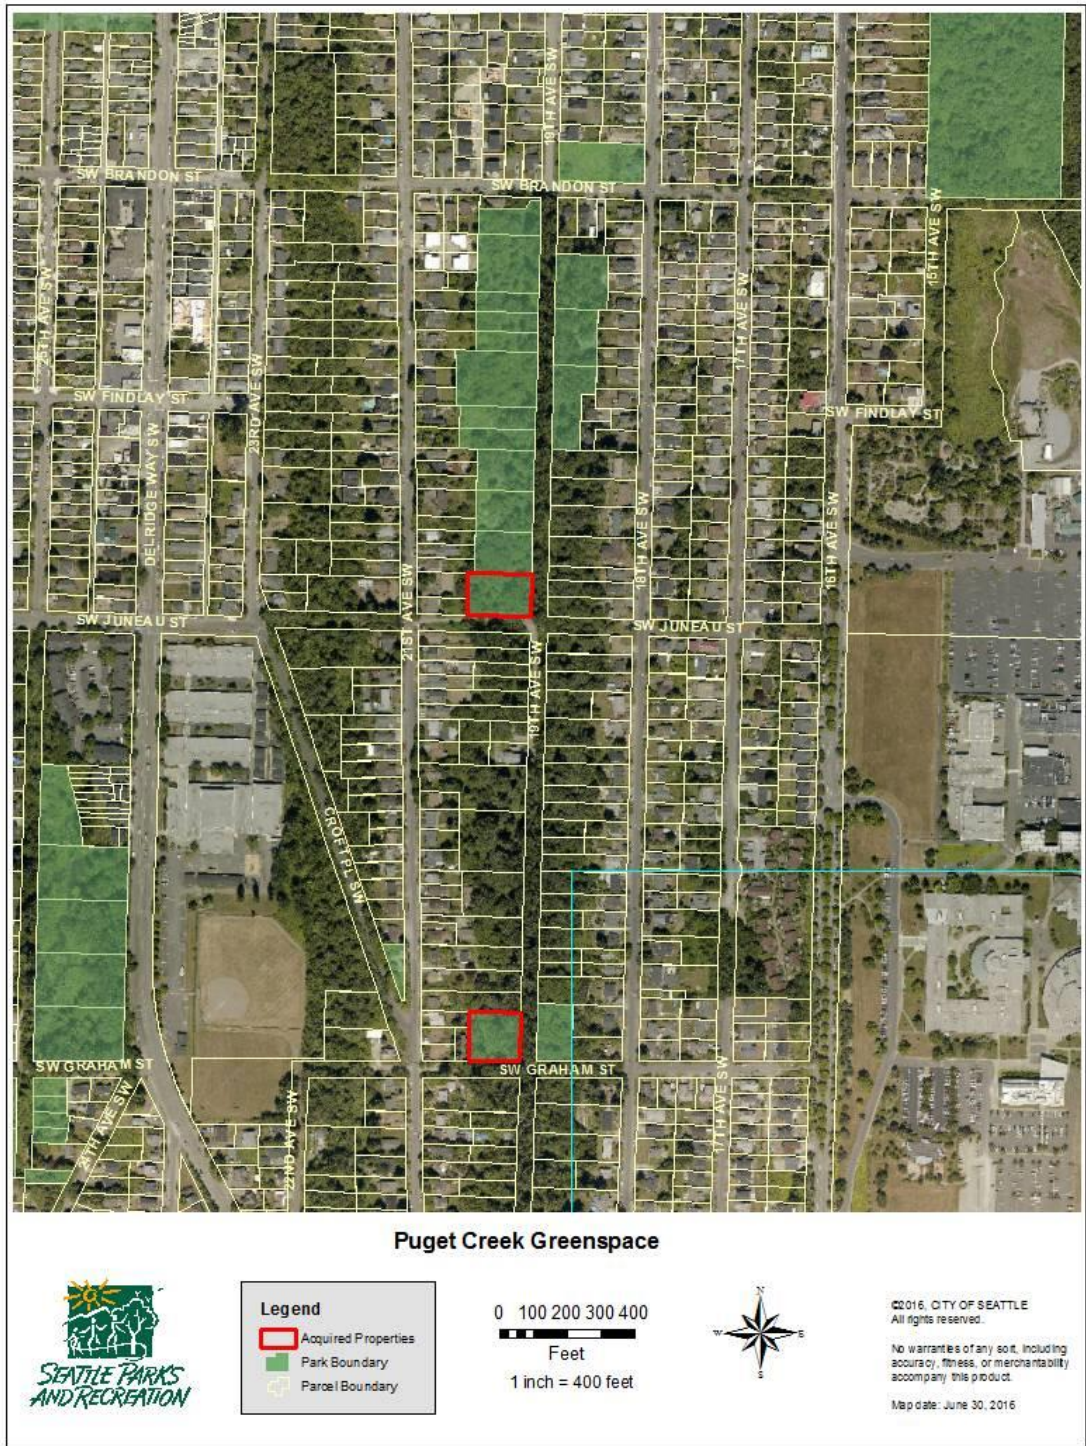 19TH AVE SW
SW BRANDON ST
SW BRANDON ST
15TH AVE SW
25TH AVE SW
17TH AVE SW
23RD AVE SW
SW FINDLAY ST
SW FINDLAY ST
DELRIDGE WAY SW
18TH AVE SW
16TH AVE SW
21ST AVE SW
SW JUNEAU ST
SW JUNEAU ST
19TH AVE SW
CROFT PL SW
SW GRAHAM ST
SW GRAHAM ST
17TH AVE SW
22ND AVE SW
Puget Creek Greenspace
SEATTLE PARKS
AND RECREATION
Legend
Acquired Properties
Park Boundary
Parcel Boundary
0 100 200 300 400
Feet
1 inch = 400 feet
N
W
E
S
©2016, CITY OF SEATTLE
All rights reserved.
No warranties of any sort, including
accuracy, fitness, or merchantability
accompany this product.
Map date: June 30, 2016